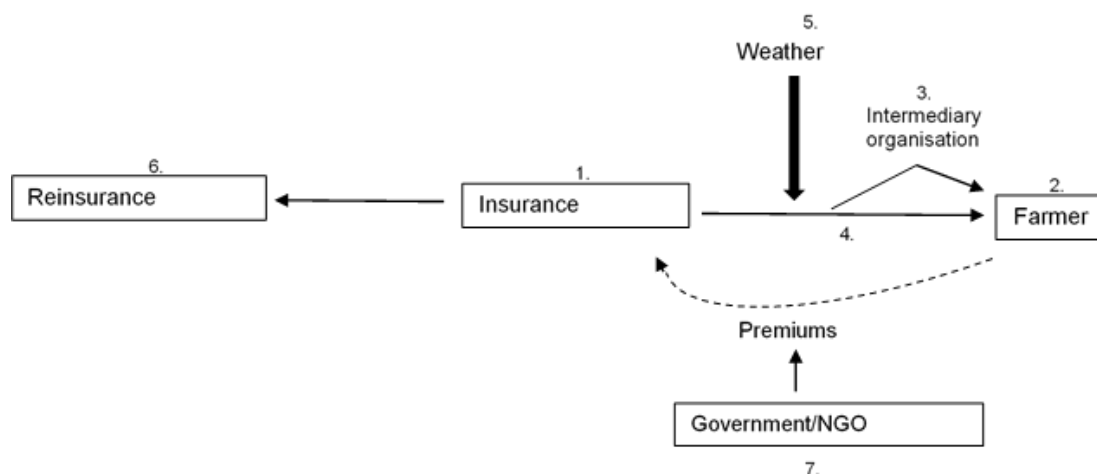 5.
Weather
3.
Intermediary
organisation
6.
Reinsurance
1.
Insurance
2.
Farmer
4.
Premiums
Government/NGO
7.